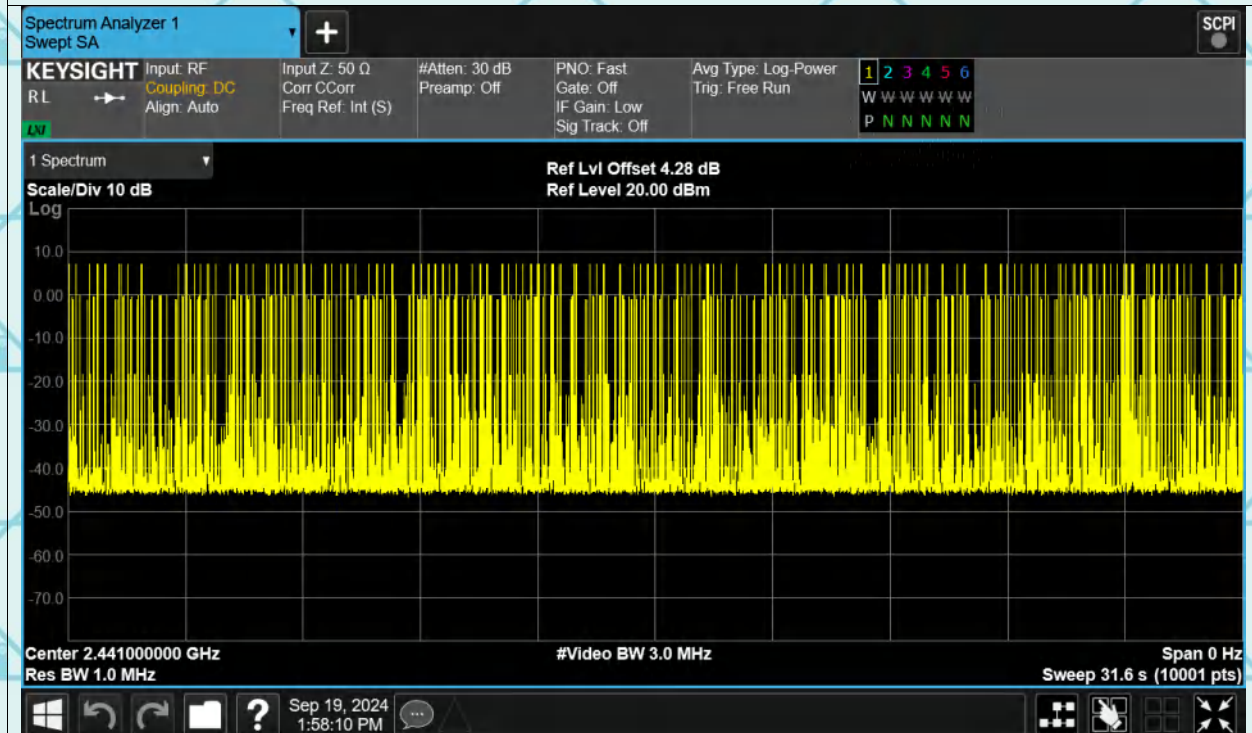 Spectrum Analyzer 1
Swept SA
+
SCPI
KEYSIGHT
RL
LXI
Input: RF
Coupling: DC
Align: Auto
Input Z: 50 Ω
Corr CCorr
Freq Ref: Int (S)
#Atten: 30 dB
Preamp: Off
PNO: Fast
Gate: Off
IF Gain: Low
Sig Track: Off
Avg Type: Log-Power
Trig: Free Run
1 2 3 4 5 6
W W W W W W
P N N N N N
1 Spectrum
Scale/Div 10 dB
Ref Lvl Offset 4.28 dB
Ref Level 20.00 dBm
Log
10.0
0.00
-10.0
-20.0
-30.0
-40.0
-50.0
-60.0
-70.0
Center 2.441000000 GHz
Res BW 1.0 MHz
#Video BW 3.0 MHz
Span 0 Hz
Sweep 31.6 s (10001 pts)
?
Sep 19, 2024
1:58:10 PM